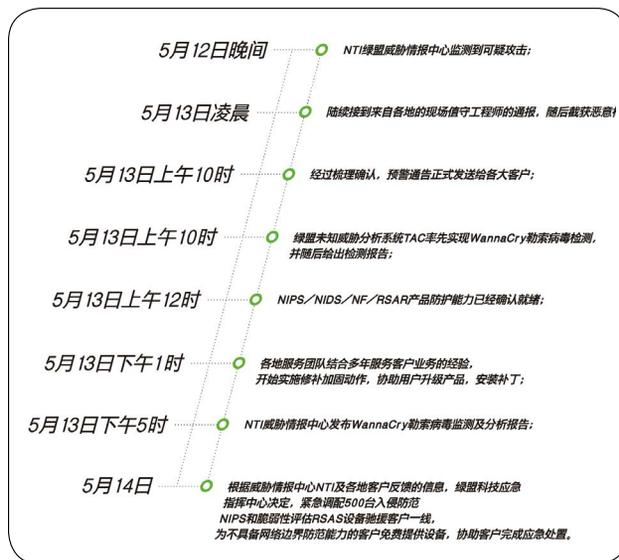 5月12日晚间
NTI绿盟威胁情报中心监测到可疑攻击;
5月13日凌晨
陆续接到来自各地的现场值守工程师的通报，随后截获恶意
5月13日上午10时
经过梳理确认，预警通告正式发送给各大客户;
5月13日上午10时
绿盟未知威胁分析系统TAC率先实现WannaCry勒索病毒检测，
并随后给出检测报告;
5月13日上午12时
NIPS/NIDS/NF/RSAR产品防护能力已经确认就绪;
5月13日下午1时
各地服务团队结合多年服务客户业务的经验，
开始实施修补加固动作，协助用户升级产品，安装补丁;
5月13日下午5时
NTI威胁情报中心发布WannaCry勒索病毒监测及分析报告;
5月14日
根据威胁情报中心NTI及各地客户反馈的信息，绿盟科技应急
指挥中心决定，紧急调配500台入侵防范
NIPS和脆弱性评估RSAS设备驰援客户一线，
为不具备网络边界防范能力的客户免费提供设备，协助客户完成应急处置。